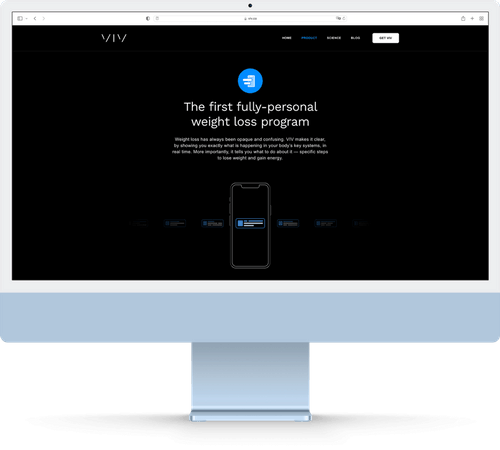 VIV
HOME
PRODUCT
SCIENCE
BLOG
GET VIV
The first fully-personal
weight loss program
Weight loss has always been opaque and confusing. VIV makes it clear,
by showing you exactly what is happening in your body's key systems, in
real time. More importantly, it tells you what to do about it — specific steps
to lose weight and gain energy.